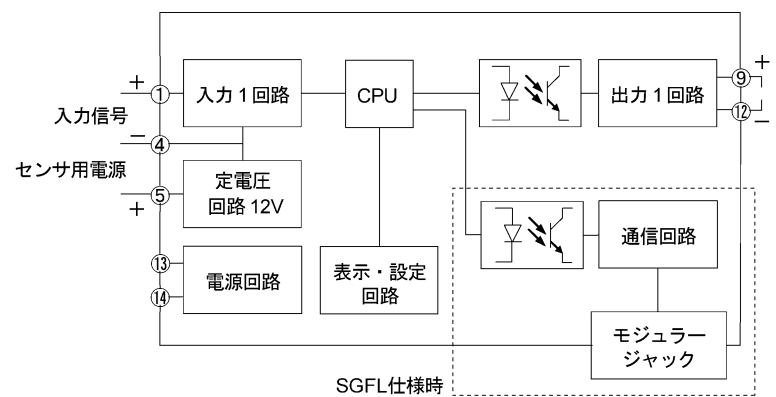 +
①
入力信号
−
④
センサ用電源
⑤
+
⑬
⑭
入力1回路
定電圧
回路 12V
電源回路
CPU
表示・設定
回路
出力1回路
⑨
+
⑫
−
通信回路
モジュラー
ジャック
SGFL仕様時